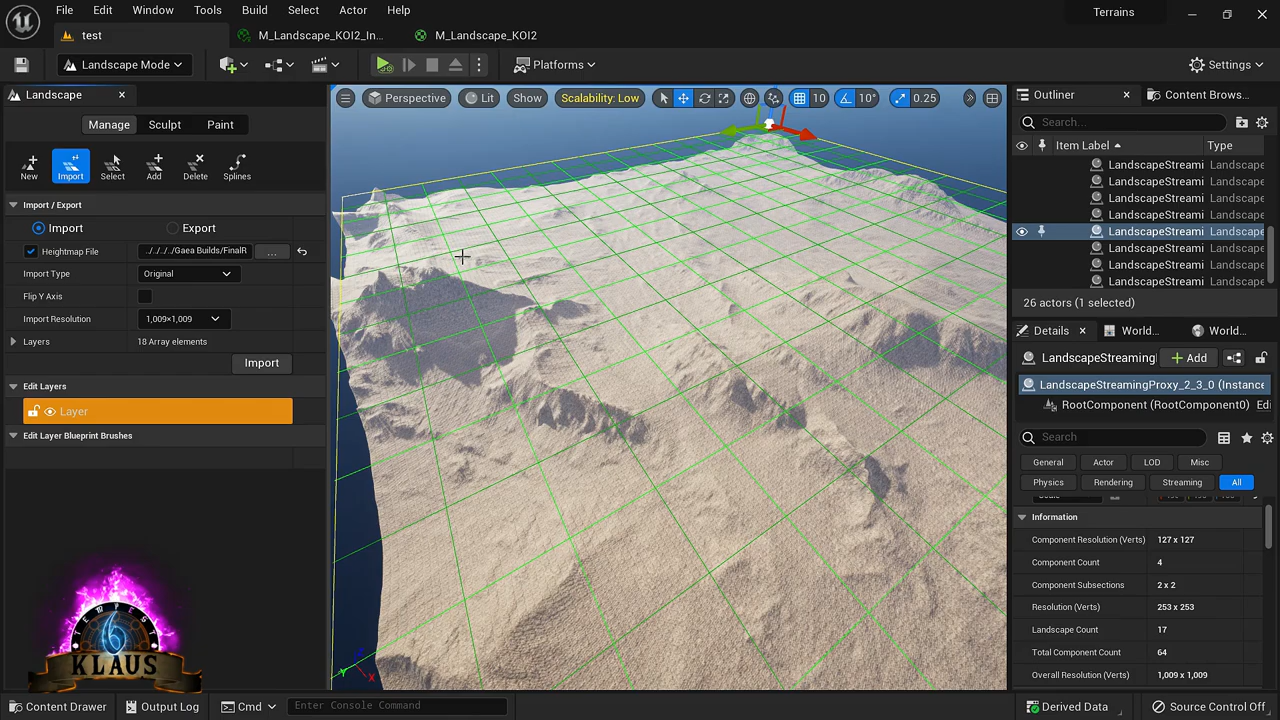 File Edit Window Tools Build Select Actor Help
Terrains
test
M_Landscape_KOI2_In...
M_Landscape_KOI2
Landscape Mode
Platforms
Settings
Landscape
Manage Sculpt Paint
New Import Select Add Delete Splines
Import / Export
Import Export
Heightmap File ../../../Gaea Builds/FinalR ...
Import Type Original
Flip Y Axis
Import Resolution 1,009×1,009
Layers 18 Array elements
Import
Edit Layers
Layer
Edit Layer Blueprint Brushes
TEMPEST
6
KLAUS
Perspective Lit Show Scalability: Low 10 10° 0.25
Y X
Outliner Content Brows...
Search...
Item Label Type
LandscapeStreami Landscape
LandscapeStreami Landscape
LandscapeStreami Landscape
LandscapeStreami Landscape
LandscapeStreami Landscape
LandscapeStreami Landscape
LandscapeStreami Landscape
LandscapeStreami Landscape
26 actors (1 selected)
Details World... World...
LandscapeStreaming Add
LandscapeStreamingProxy_2_3_0 (Instance
RootComponent (RootComponent0) Edi
Search
General Actor LOD Misc
Physics Rendering Streaming All
Information
Component Resolution (Verts) 127 x 127
Component Count 4
Component Subsections 2 x 2
Resolution (Verts) 253 x 253
Landscape Count 17
Total Component Count 64
Overall Resolution (Verts) 1,009 x 1,009
Content Drawer Output Log Cmd Enter Console Command Derived Data Source Control Off